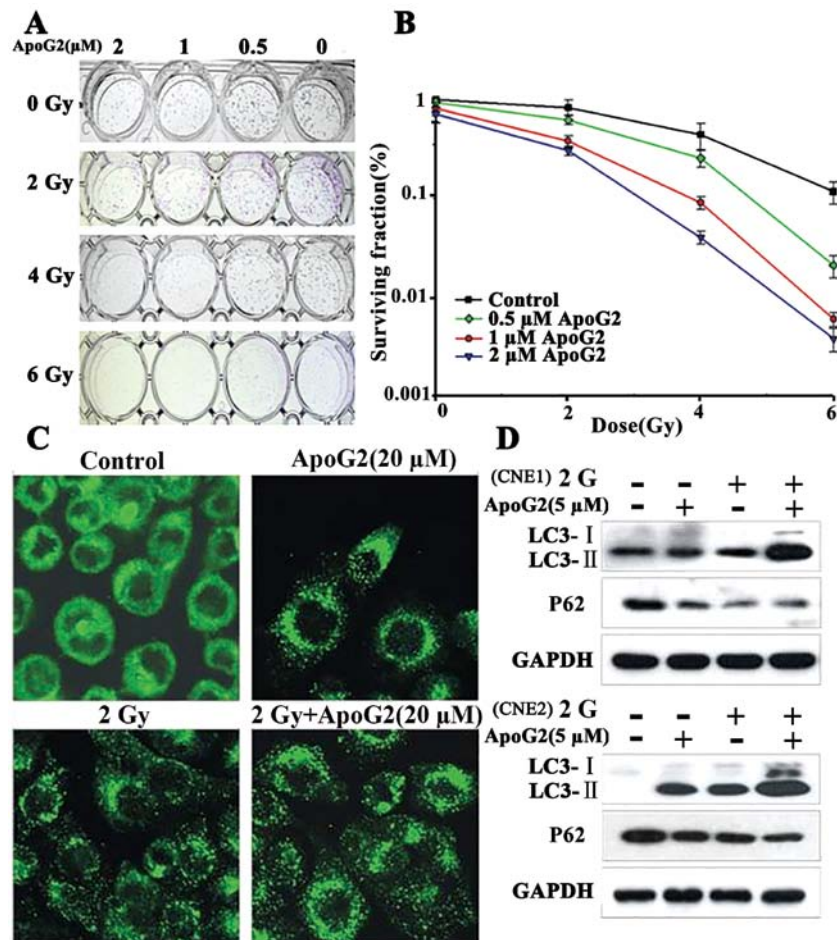 A
ApoG2(μM) 2 1 0.5 0
0 Gy
2 Gy
4 Gy
6 Gy
B
Surviving fraction(%)
1
0.1
0.01
0.001
Control
0.5 μM ApoG2
1 μM ApoG2
2 μM ApoG2
0 2 4 6
Dose(Gy)
C
Control
ApoG2(20 μM)
2 Gy
2 Gy+ApoG2(20 μM)
D
(CNE1) 2 G - - + +
ApoG2(5 μM) - + - +
LC3-Ⅰ
LC3-Ⅱ
P62
GAPDH
(CNE2) 2 G - - + +
ApoG2(5 μM) - + - +
LC3-Ⅰ
LC3-Ⅱ
P62
GAPDH